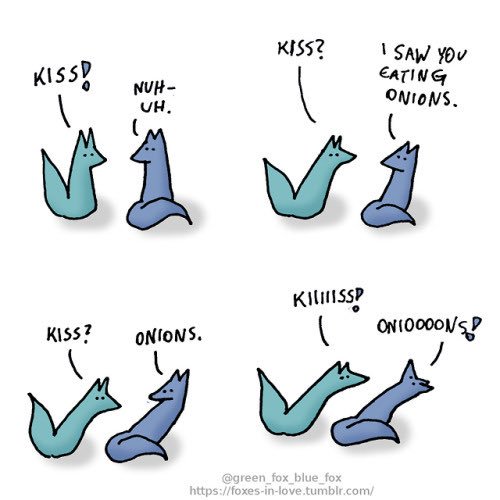 KISS!
NUH-
UH.
KISS?
I SAW YOU
EATING
ONIONS.
KISS?
ONIONS.
KIIIIISS!
ONIOOOONS!
@green_fox_blue_fox
https://foxes-in-love.tumblr.com/